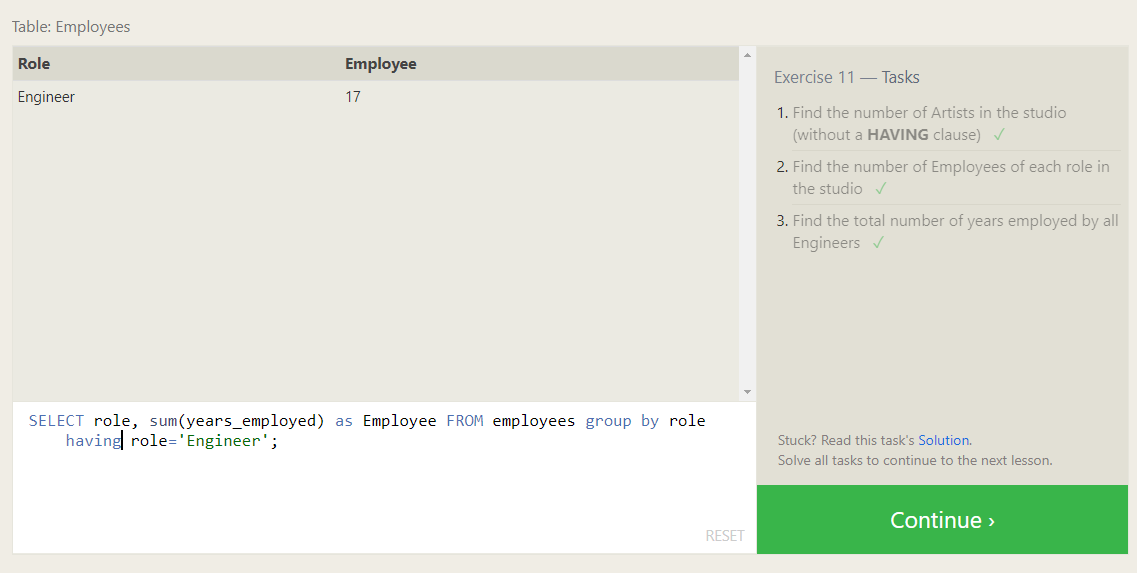 Table: Employees
Role Employee
Engineer 17
SELECT role, sum(years_employed) as Employee FROM employees group by role
having role='Engineer';
RESET
Exercise 11 — Tasks
1. Find the number of Artists in the studio
(without a HAVING clause) ✓
2. Find the number of Employees of each role in
the studio ✓
3. Find the total number of years employed by all
Engineers ✓
Stuck? Read this task's Solution.
Solve all tasks to continue to the next lesson.
Continue ›